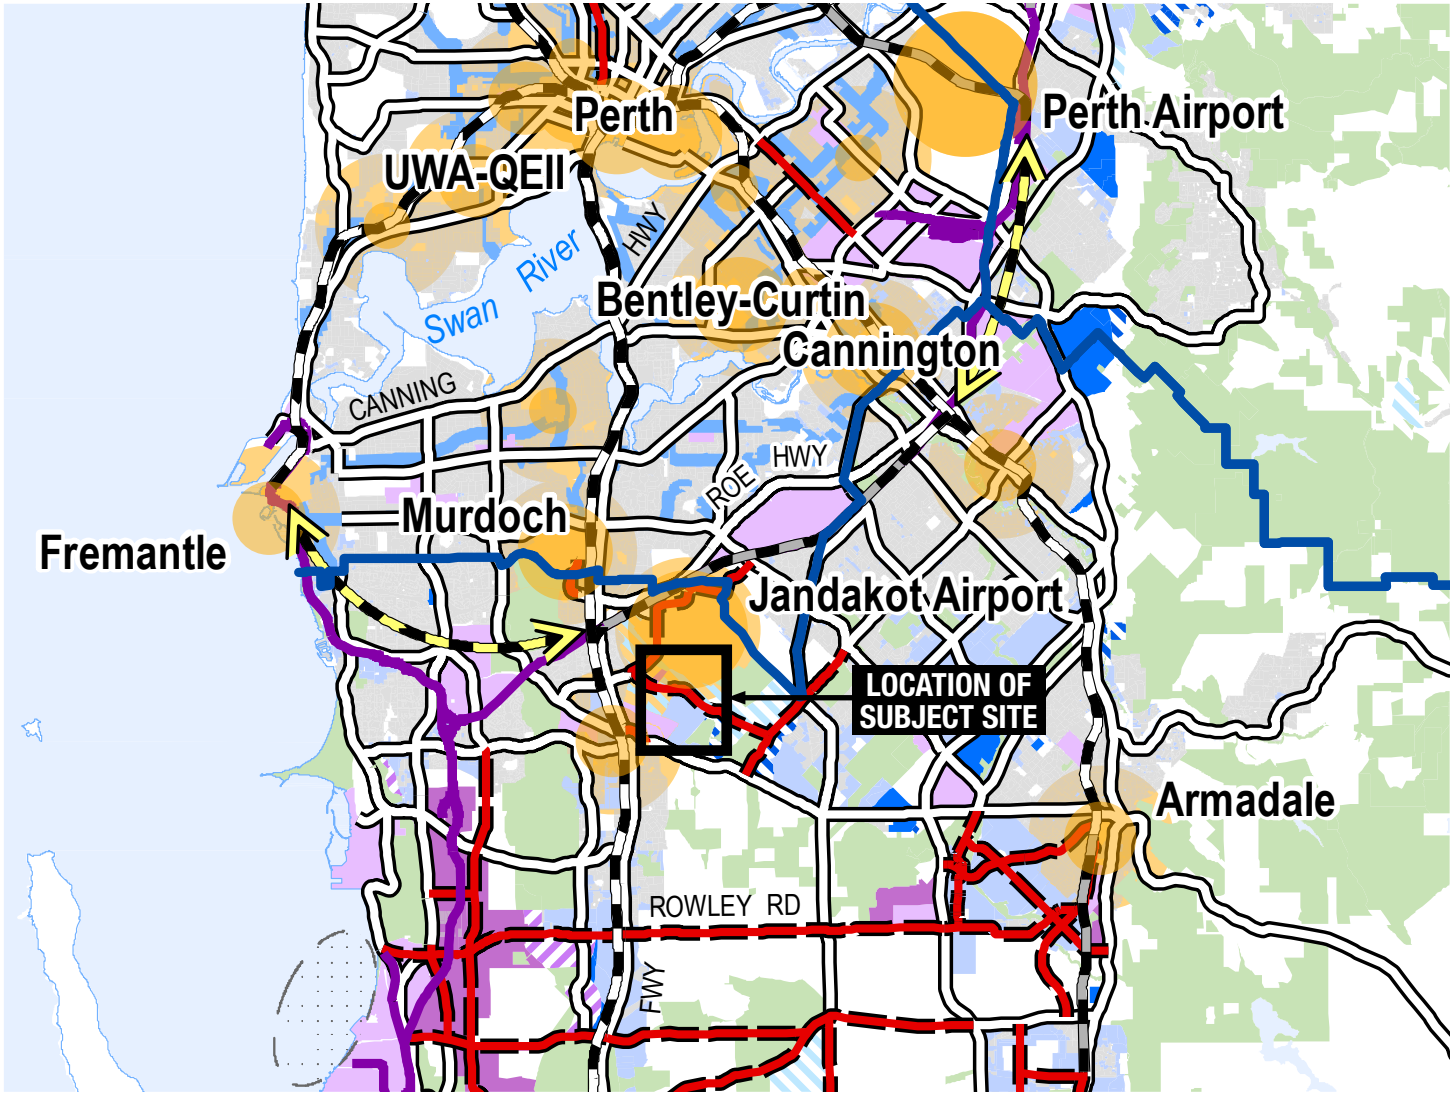 Perth
Perth Airport
UWA-QEII
HWY
Swan River
Bentley-Curtin
Cannington
CANNING
ROE HWY
Murdoch
Fremantle
Jandakot Airport
LOCATION OF
SUBJECT SITE
Armadale
ROWLEY RD
FWY